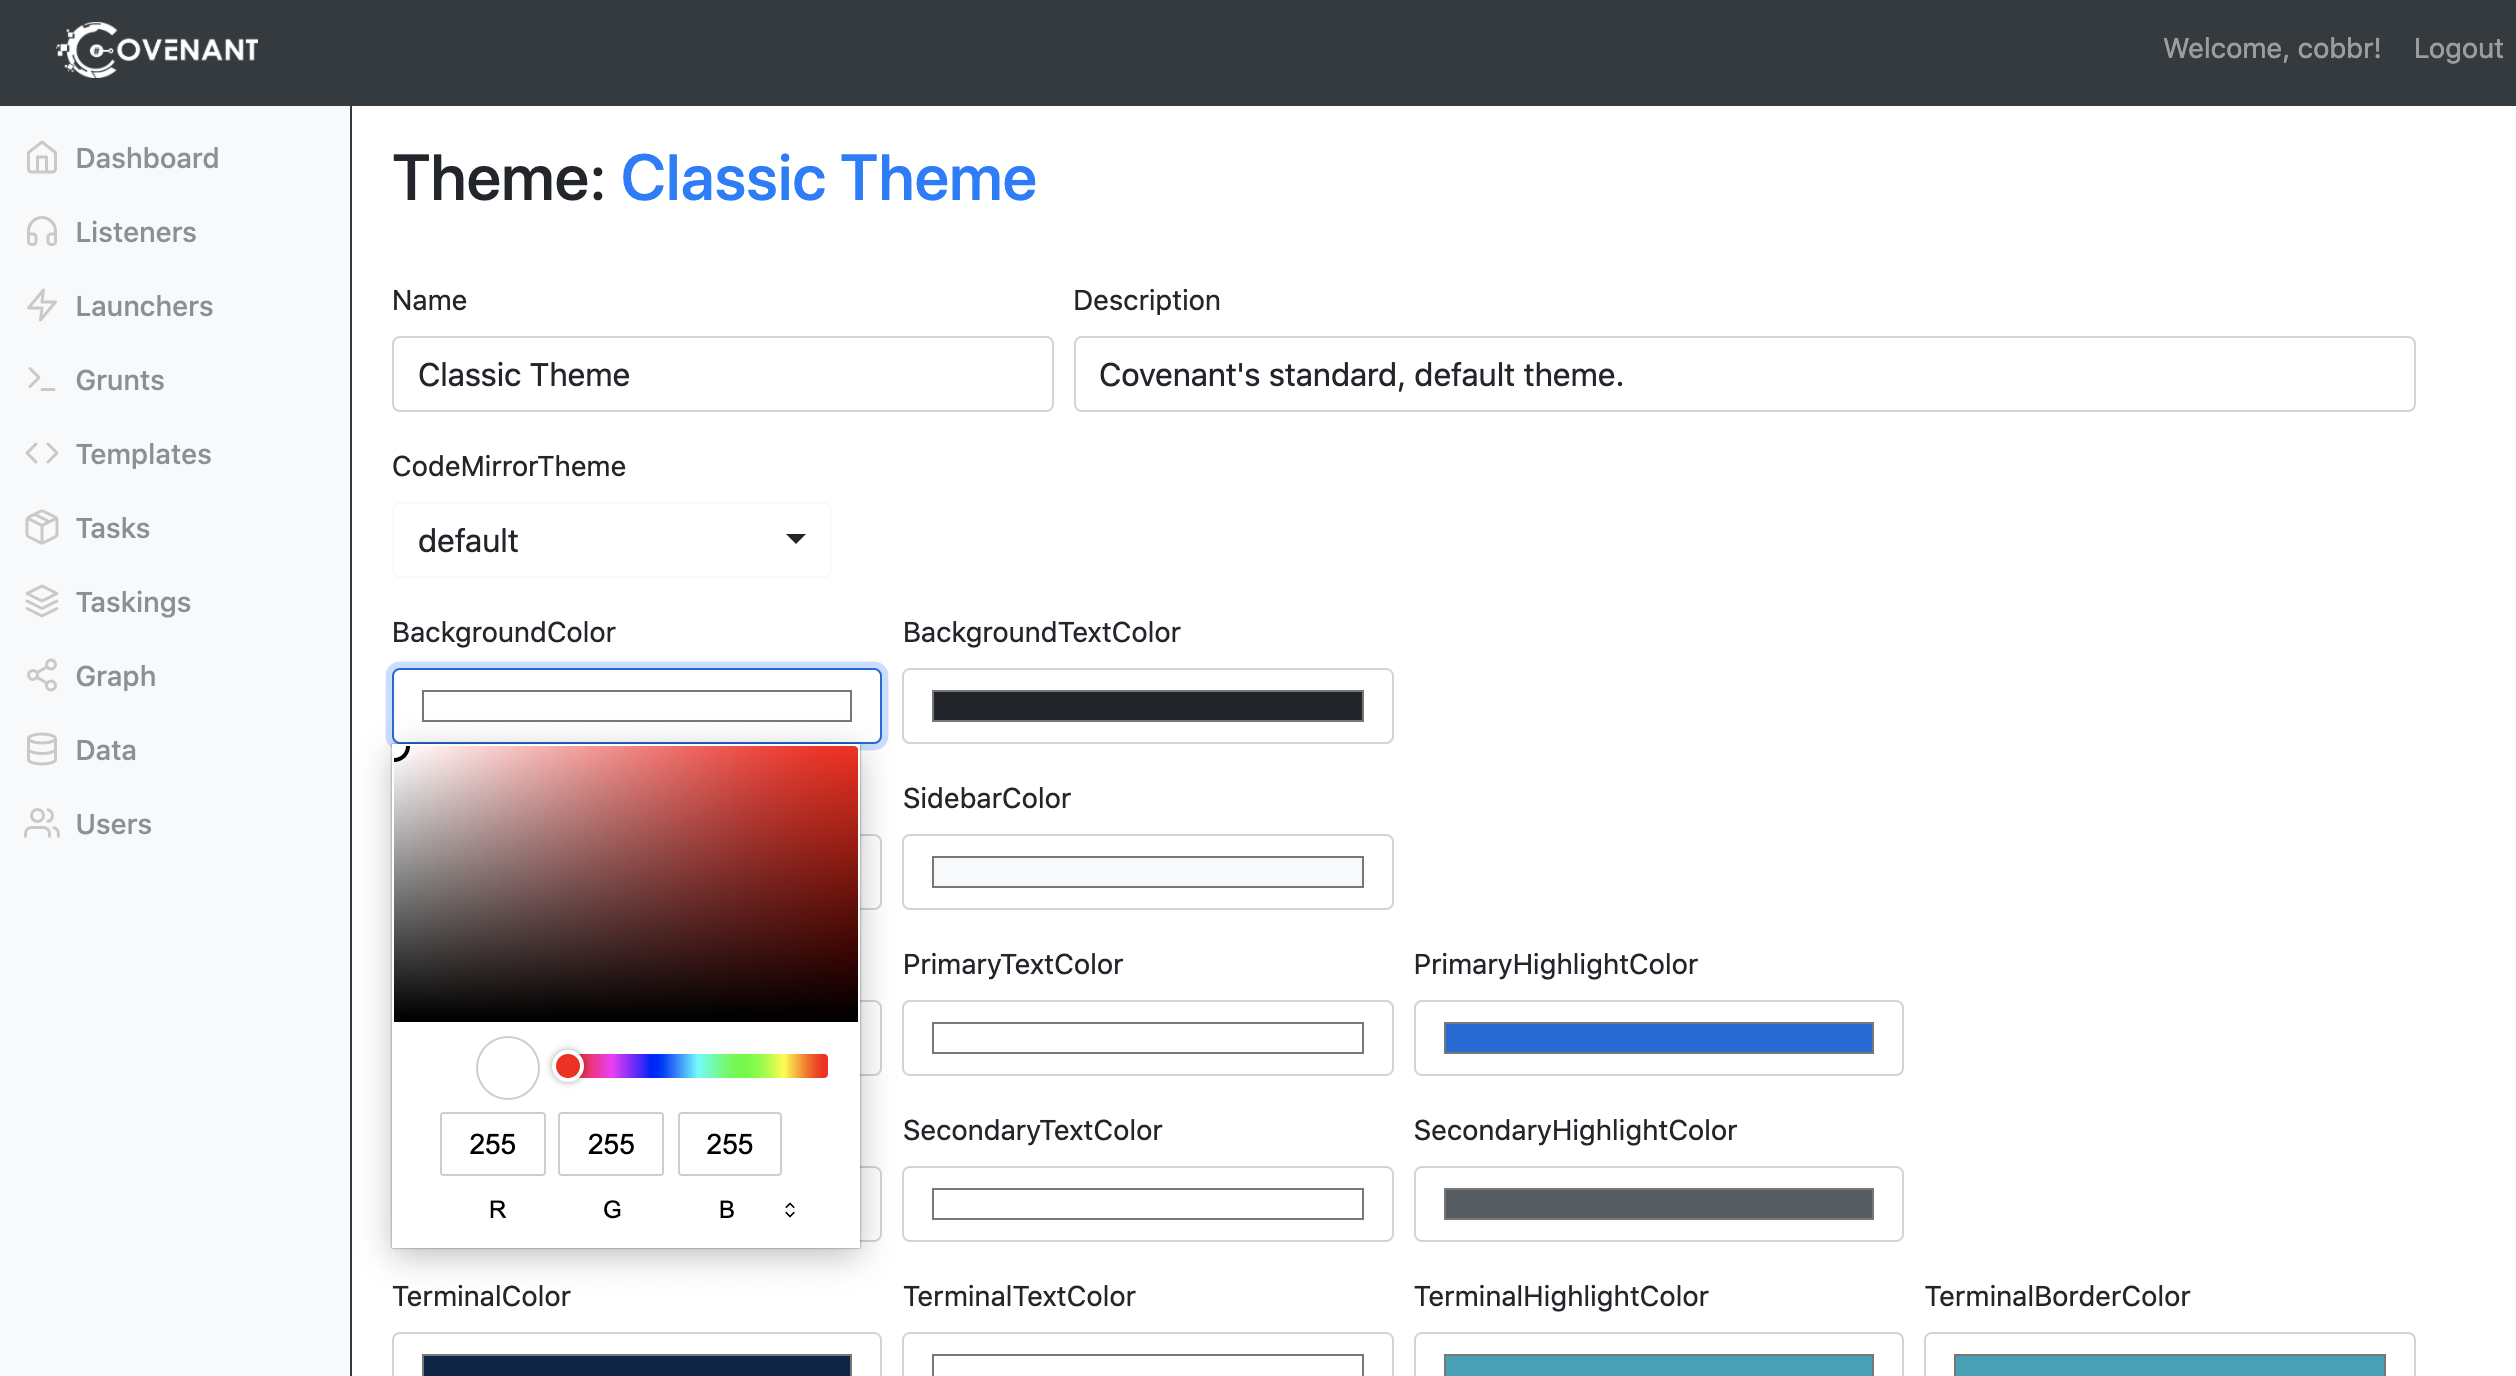 COVENANT
Welcome, cobbr! Logout
Dashboard
Listeners
Launchers
Grunts
Templates
Tasks
Taskings
Graph
Data
Users
Theme: Classic Theme
Name Description
Classic Theme Covenant's standard, default theme.
CodeMirrorTheme
default
BackgroundColor BackgroundTextColor
SidebarColor
PrimaryTextColor PrimaryHighlightColor
SecondaryTextColor SecondaryHighlightColor
255 255 255
R G B
TerminalColor TerminalTextColor TerminalHighlightColor TerminalBorderColor